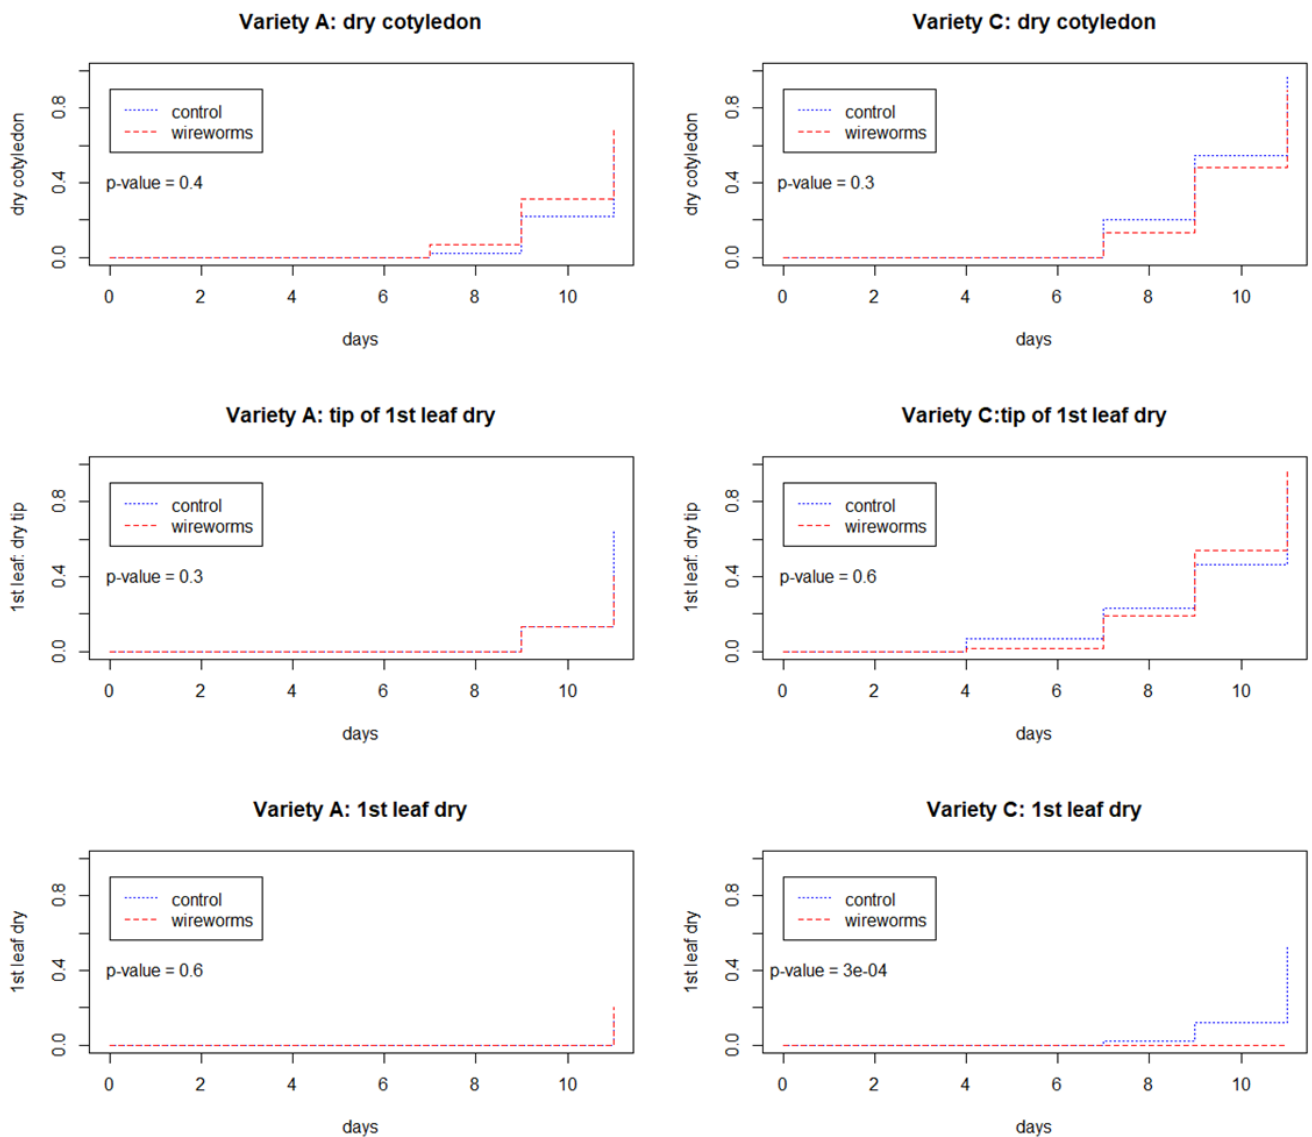 Variety A: dry cotyledon
dry cotyledon
0.0 0.4 0.8
control
wireworms
p-value = 0.4
0 2 4 6 8 10
days
Variety C: dry cotyledon
dry cotyledon
0.0 0.4 0.8
control
wireworms
p-value = 0.3
0 2 4 6 8 10
days
Variety A: tip of 1st leaf dry
1st leaf: dry tip
0.0 0.4 0.8
control
wireworms
p-value = 0.3
0 2 4 6 8 10
days
Variety C:tip of 1st leaf dry
1st leaf: dry tip
0.0 0.4 0.8
control
wireworms
p-value = 0.6
0 2 4 6 8 10
days
Variety A: 1st leaf dry
1st leaf dry
0.0 0.4 0.8
control
wireworms
p-value = 0.6
0 2 4 6 8 10
days
Variety C: 1st leaf dry
1st leaf dry
0.0 0.4 0.8
control
wireworms
p-value = 3e-04
0 2 4 6 8 10
days